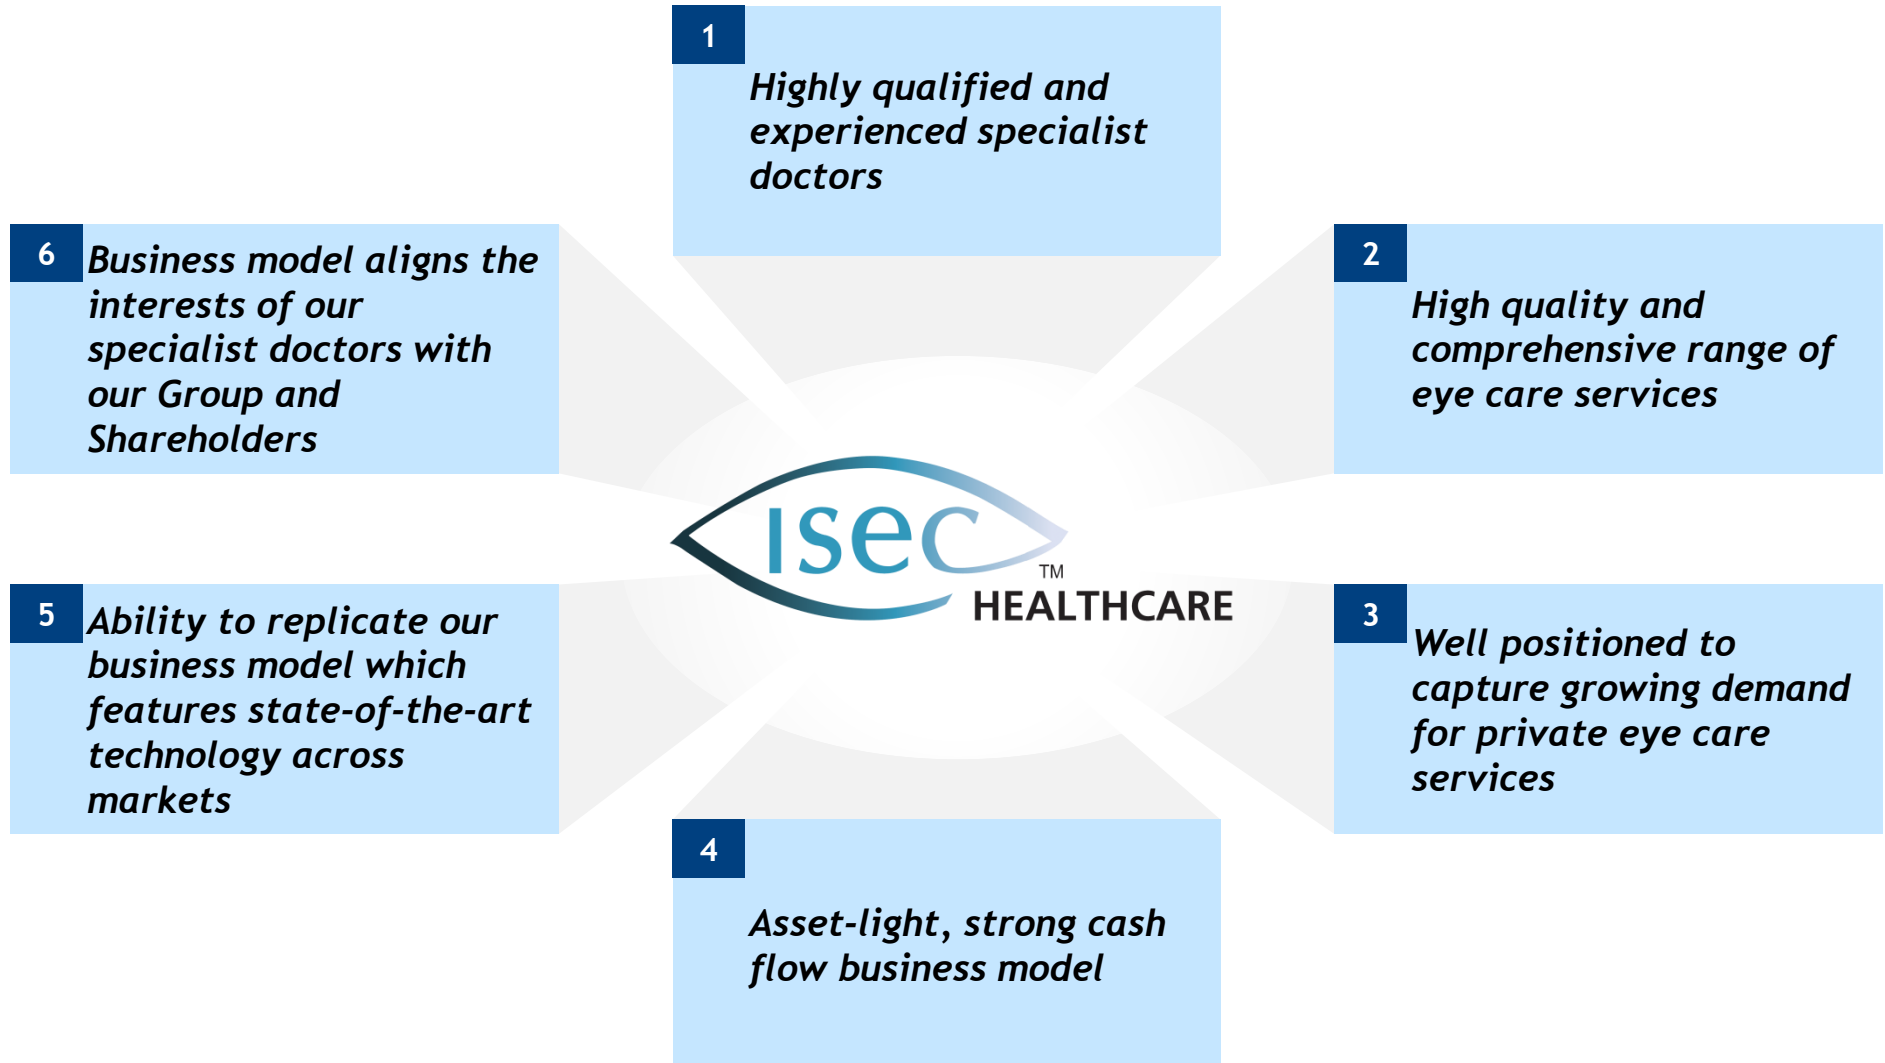 1
Highly qualified and
experienced specialist
doctors
2
High quality and
comprehensive range of
eye care services
3
Well positioned to
capture growing demand
for private eye care
services
4
Asset-light, strong cash
flow business model
5
Ability to replicate our
business model which
features state-of-the-art
technology across
markets
6
Business model aligns the
interests of our
specialist doctors with
our Group and
Shareholders
ISEC
TM
HEALTHCARE